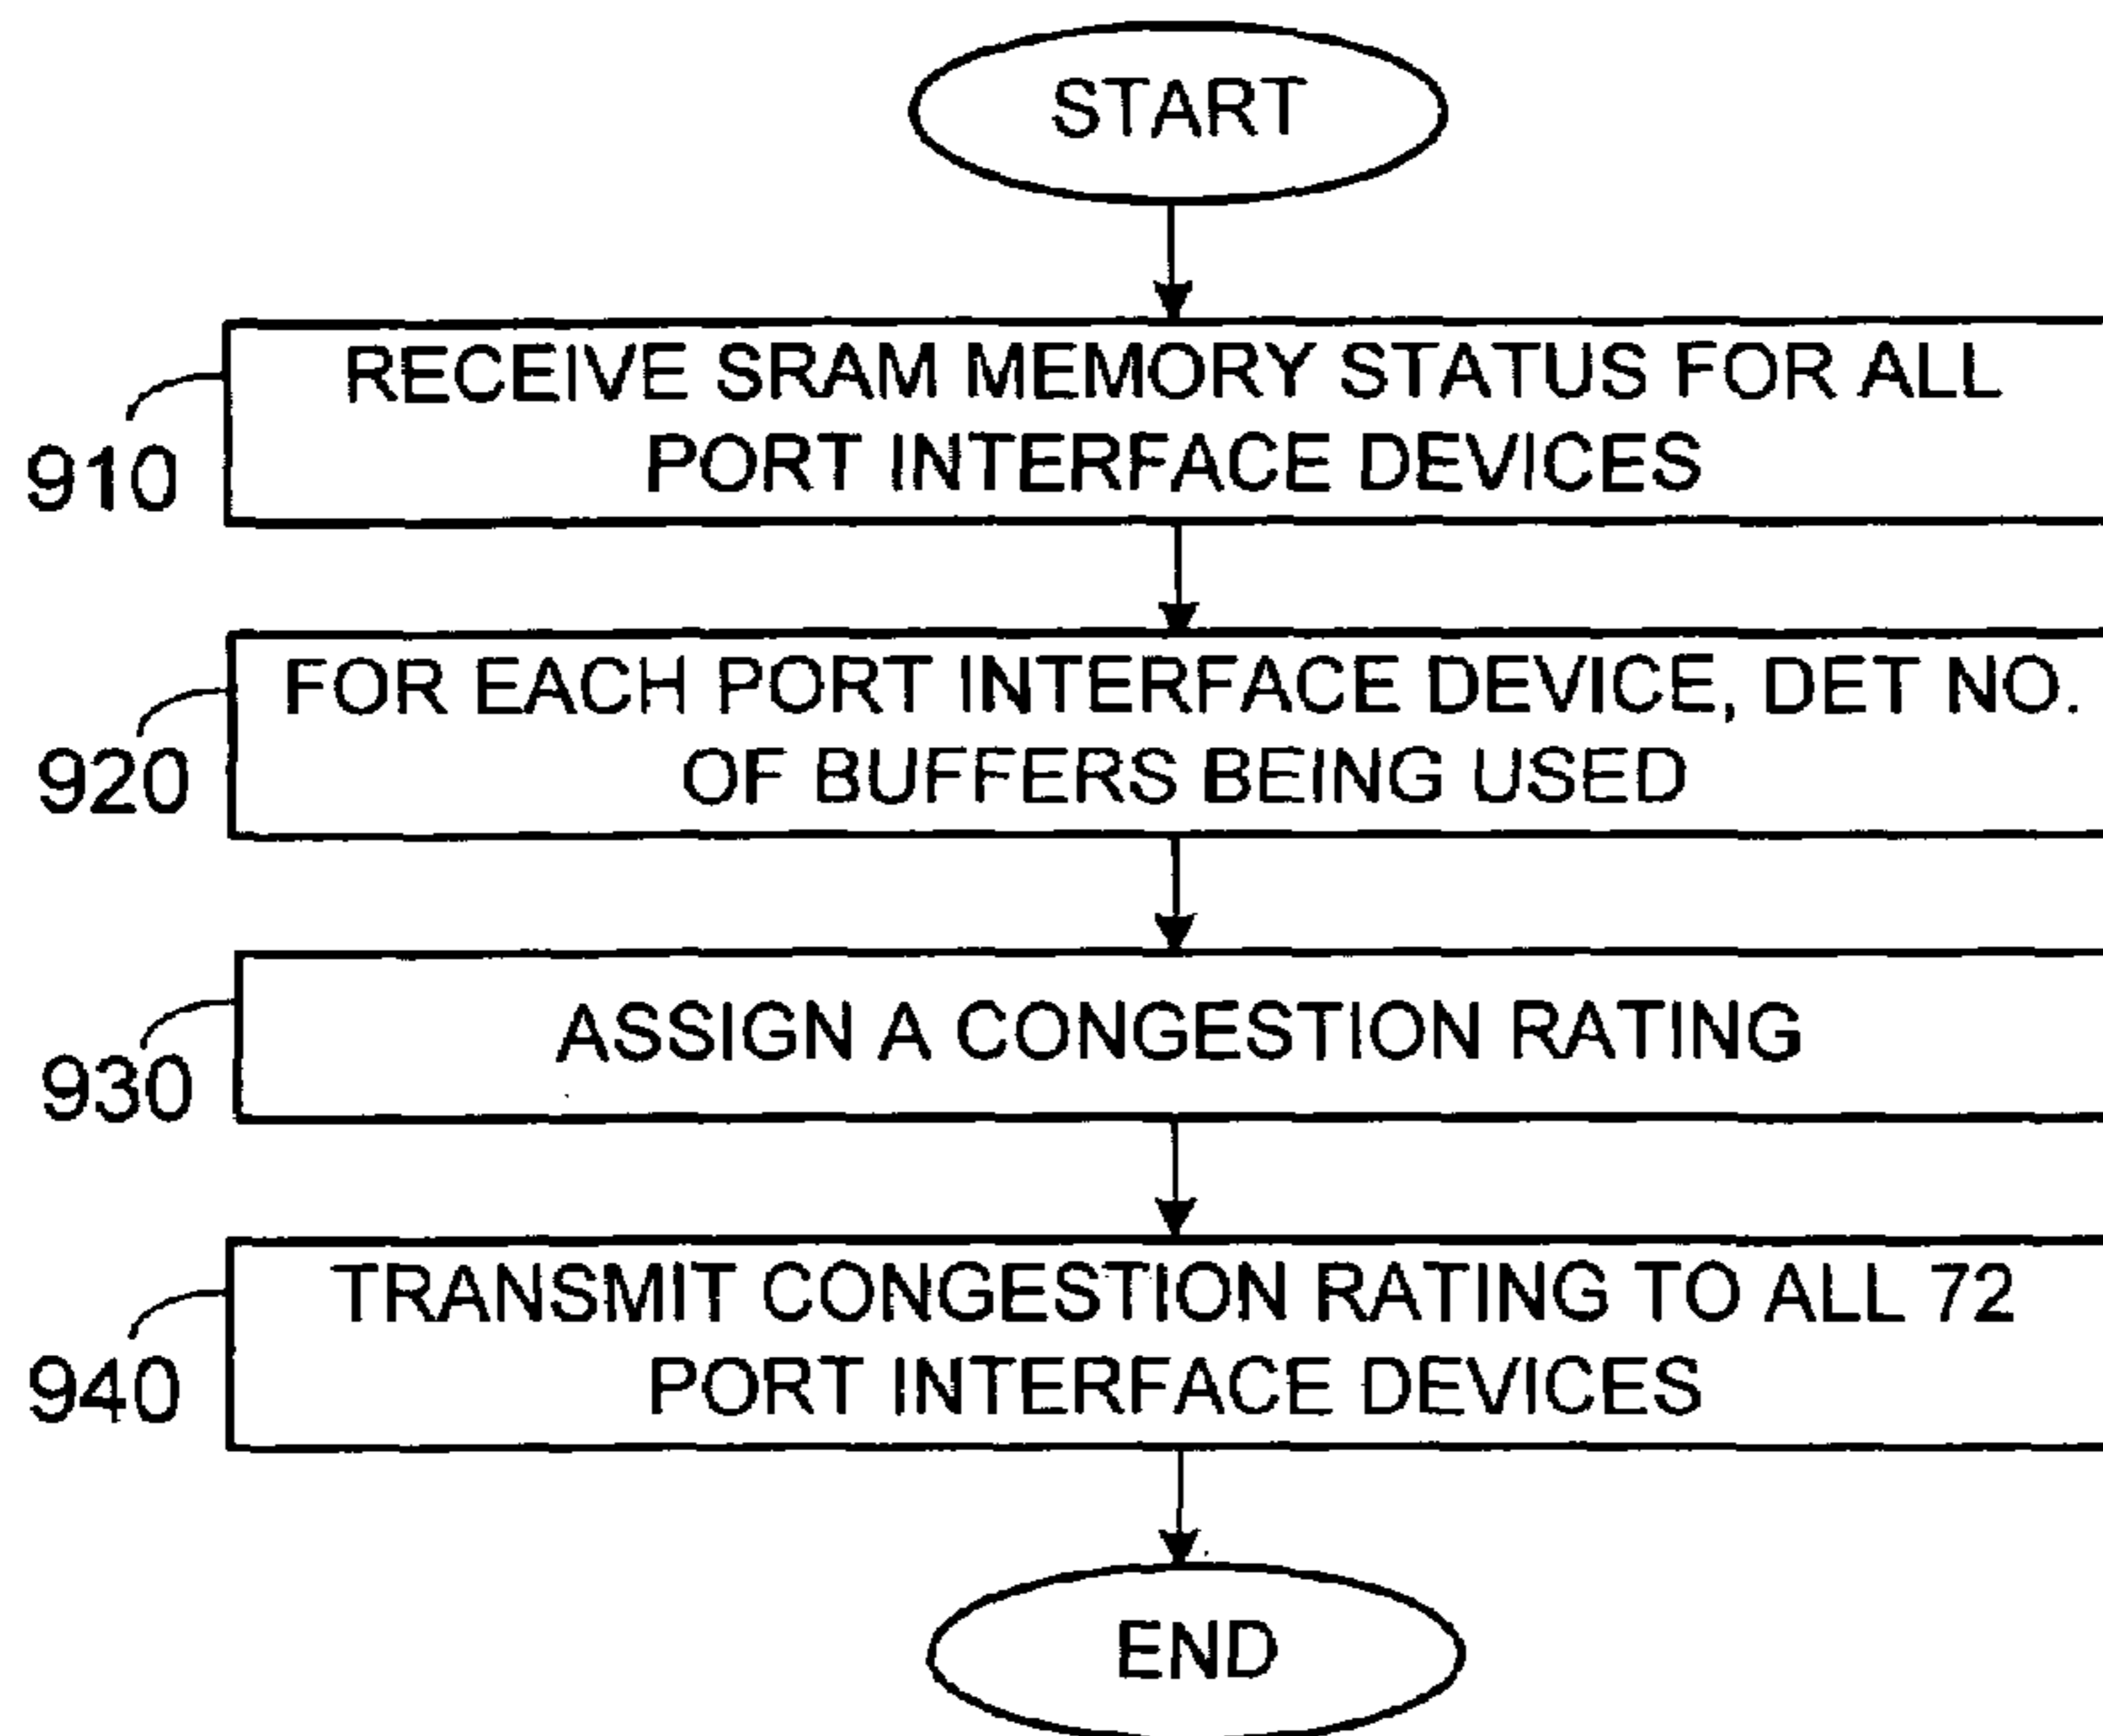 START
RECEIVE SRAM MEMORY STATUS FOR ALL
PORT INTERFACE DEVICES
910
FOR EACH PORT INTERFACE DEVICE, DET NO.
OF BUFFERS BEING USED
920
ASSIGN A CONGESTION RATING
930
TRANSMIT CONGESTION RATING TO ALL 72
PORT INTERFACE DEVICES
940
END